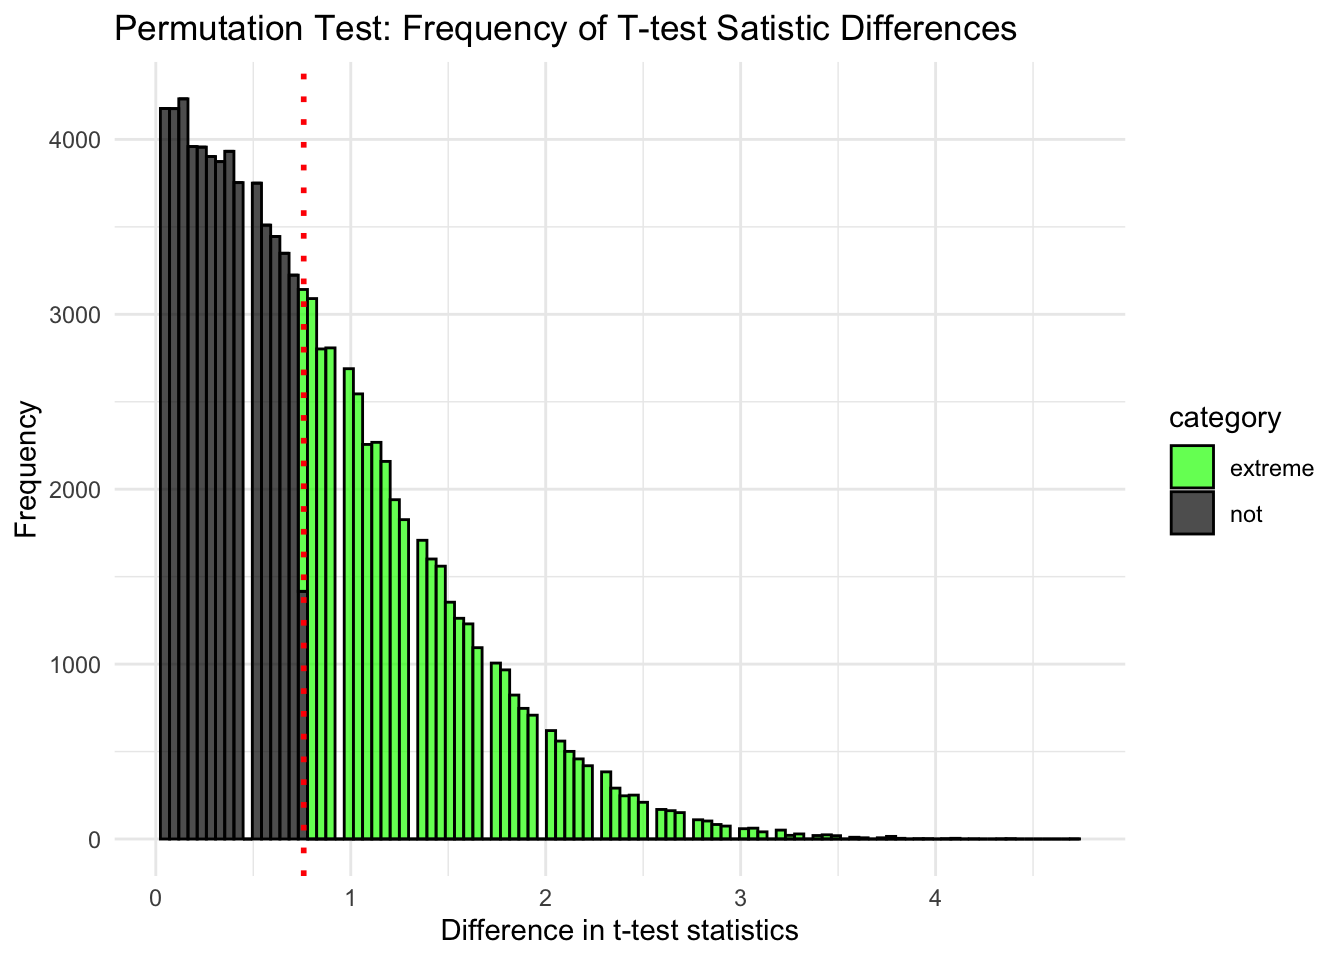 Permutation Test: Frequency of T-test Satistic Differences
4000
3000
2000
1000
0
Frequency
0 1 2 3 4
Difference in t-test statistics
category
extreme
not